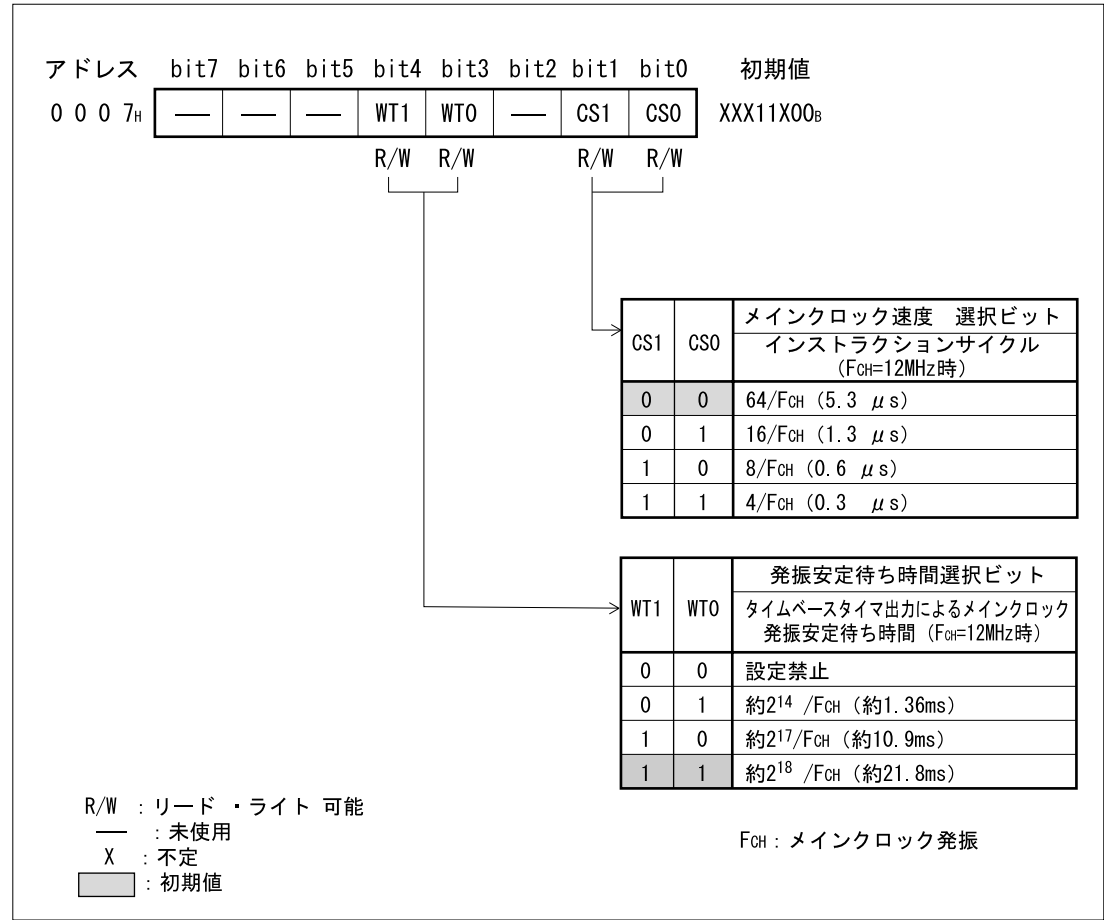 アドレス bit7 bit6 bit5 bit4 bit3 bit2 bit1 bit0 初期値
0 0 0 7H — — — WT1 WT0 — CS1 CS0 XXX11X00B
R/W R/W R/W R/W
CS1 CS0 メインクロック速度 選択ビット
インストラクションサイクル
(FCH=12MHz時)
0 0 64/FCH (5.3 μs)
0 1 16/FCH (1.3 μs)
1 0 8/FCH (0.6 μs)
1 1 4/FCH (0.3 μs)
WT1 WT0 発振安定待ち時間選択ビット
タイムベースタイマ出力によるメインクロック
発振安定待ち時間 (FCH=12MHz時)
0 0 設定禁止
0 1 約2¹⁴ /FCH (約1.36ms)
1 0 約2¹⁷/FCH (約10.9ms)
1 1 約2¹⁸ /FCH (約21.8ms)
R/W : リード ・ライト 可能
— : 未使用
X : 不定
: 初期値
FCH : メインクロック発振